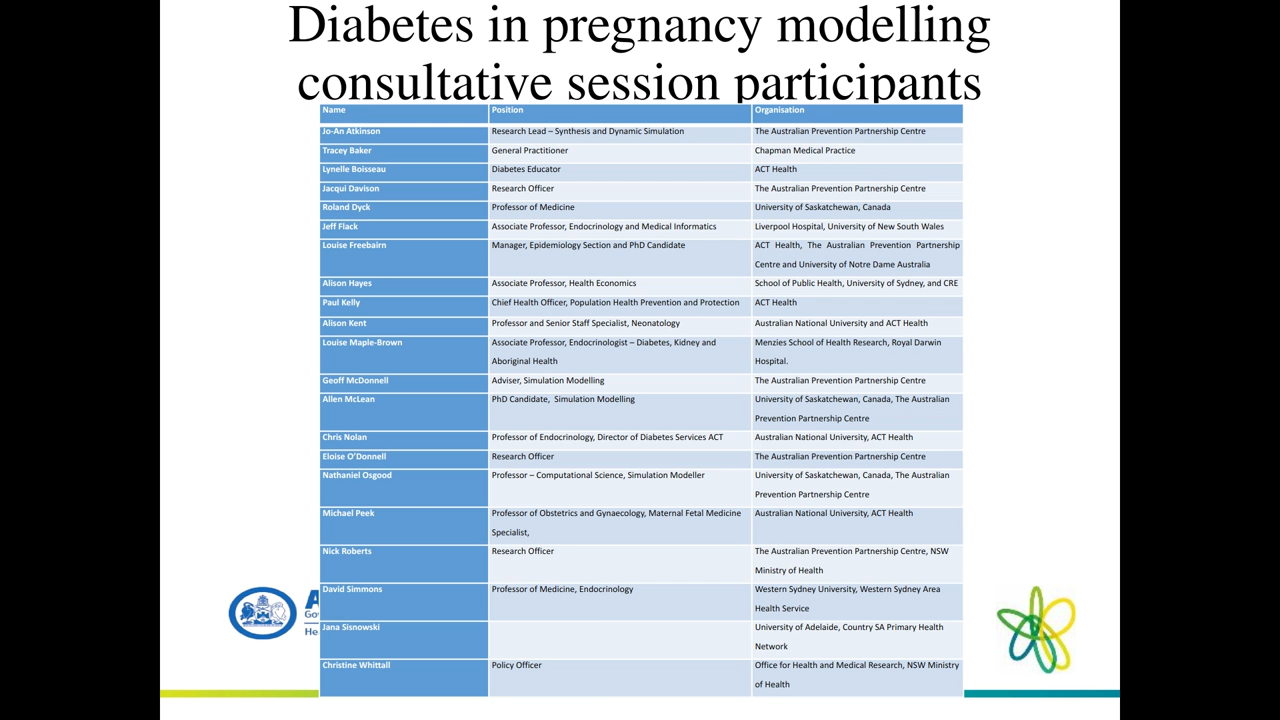 Diabetes in pregnancy modelling
consultative session participants
Name Position Organisation
Jo-An Atkinson Research Lead – Synthesis and Dynamic Simulation The Australian Prevention Partnership Centre
Tracey Baker General Practitioner Chapman Medical Practice
Lynelle Boisseau Diabetes Educator ACT Health
Jacqui Davison Research Officer The Australian Prevention Partnership Centre
Roland Dyck Professor of Medicine University of Saskatchewan, Canada
Jeff Flack Associate Professor, Endocrinology and Medical Informatics Liverpool Hospital, University of New South Wales
Louise Freebairn Manager, Epidemiology Section and PhD Candidate ACT Health, The Australian Prevention Partnership
Centre and University of Notre Dame Australia
Alison Hayes Associate Professor, Health Economics School of Public Health, University of Sydney, and CRE
Paul Kelly Chief Health Officer, Population Health Prevention and Protection ACT Health
Alison Kent Professor and Senior Staff Specialist, Neonatology Australian National University and ACT Health
Louise Maple-Brown Associate Professor, Endocrinologist – Diabetes, Kidney and Menzies School of Health Research, Royal Darwin
Aboriginal Health Hospital.
Geoff McDonnell Adviser, Simulation Modelling The Australian Prevention Partnership Centre
Allen McLean PhD Candidate, Simulation Modelling University of Saskatchewan, Canada, The Australian
Prevention Partnership Centre
Chris Nolan Professor of Endocrinology, Director of Diabetes Services ACT Australian National University, ACT Health
Eloise O'Donnell Research Officer The Australian Prevention Partnership Centre
Nathaniel Osgood Professor – Computational Science, Simulation Modeller University of Saskatchewan, Canada, The Australian
Prevention Partnership Centre
Michael Peek Professor of Obstetrics and Gynaecology, Maternal Fetal Medicine Australian National University, ACT Health
Specialist,
Nick Roberts Research Officer The Australian Prevention Partnership Centre, NSW
Ministry of Health
David Simmons Professor of Medicine, Endocrinology Western Sydney University, Western Sydney Area
Health Service
Jana Sisnowski University of Adelaide, Country SA Primary Health
Network
Christine Whittall Policy Officer Office for Health and Medical Research, NSW Ministry
of Health